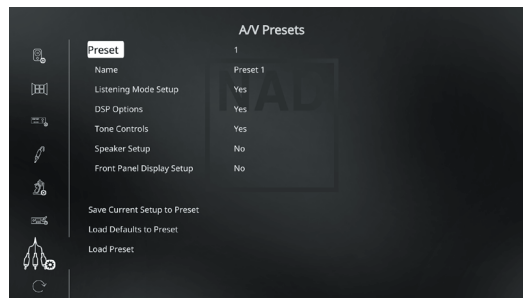 A/V Presets
Preset 1
Name Preset 1
Listening Mode Setup Yes
DSP Options Yes
Tone Controls Yes
Speaker Setup No
Front Panel Display Setup No
Save Current Setup to Preset
Load Defaults to Preset
Load Preset
NAD